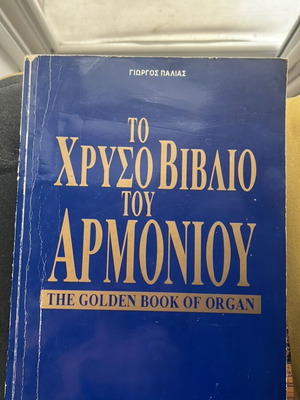 ΓΙΩΡΓΟΣ ΠΑΛΙΑΣ
ΤΟ
ΧΡΥΣΟ ΒΙΒΛΙΟ
ΤΟΥ
ΑΡΜΟΝΙΟΥ
THE GOLDEN BOOK OF ORGAN